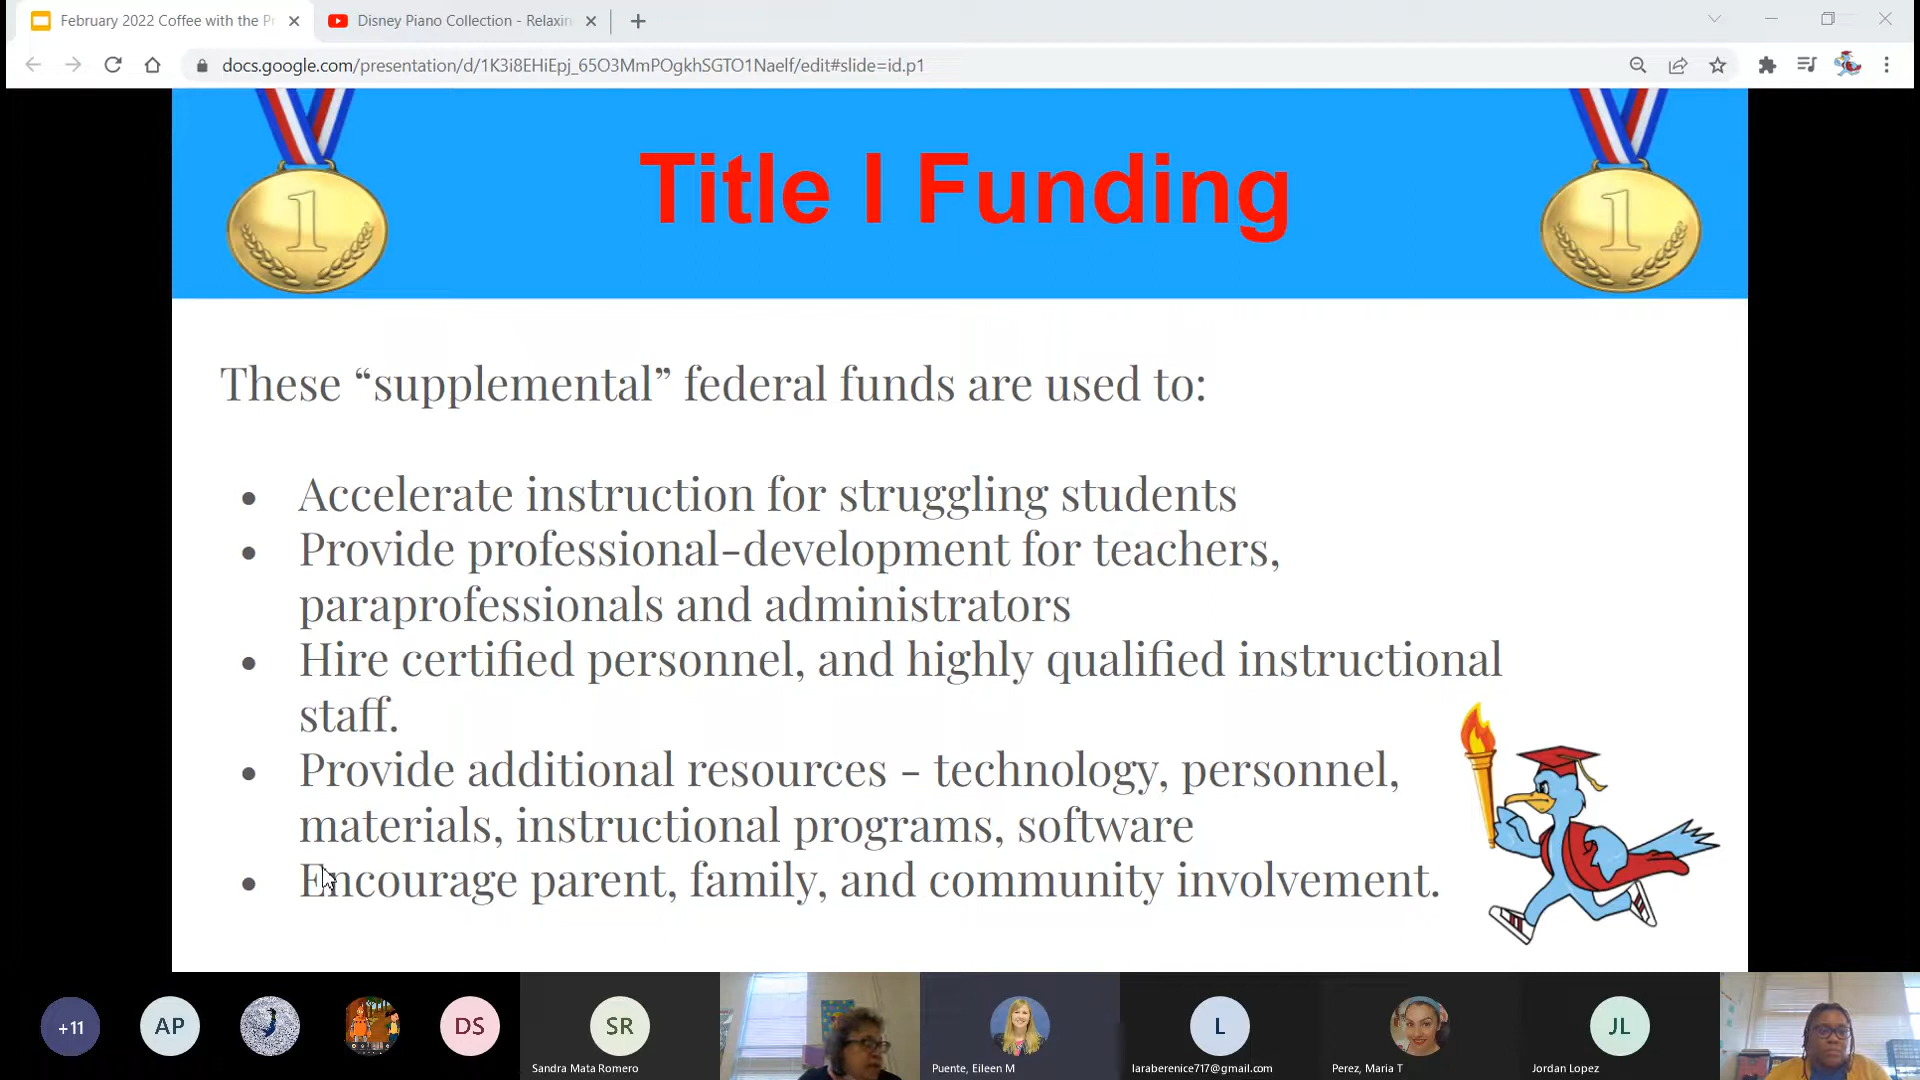 February 2022 Coffee with the Pr
Disney Piano Collection - Relaxin
docs.google.com/presentation/d/1K3i8EHiEpj_65O3MmPOgkhSGTO1Naelf/edit#slide=id.p1
1
Title I Funding
1
These “supplemental” federal funds are used to:
• Accelerate instruction for struggling students
• Provide professional-development for teachers,
paraprofessionals and administrators
• Hire certified personnel, and highly qualified instructional
staff.
• Provide additional resources - technology, personnel,
materials, instructional programs, software
• Encourage parent, family, and community involvement.
+11
AP
DS
SR
L
JL
Sandra Mata Romero
Puente, Eileen M
laraberenice717@gmail.com
Perez, Maria T
Jordan Lopez